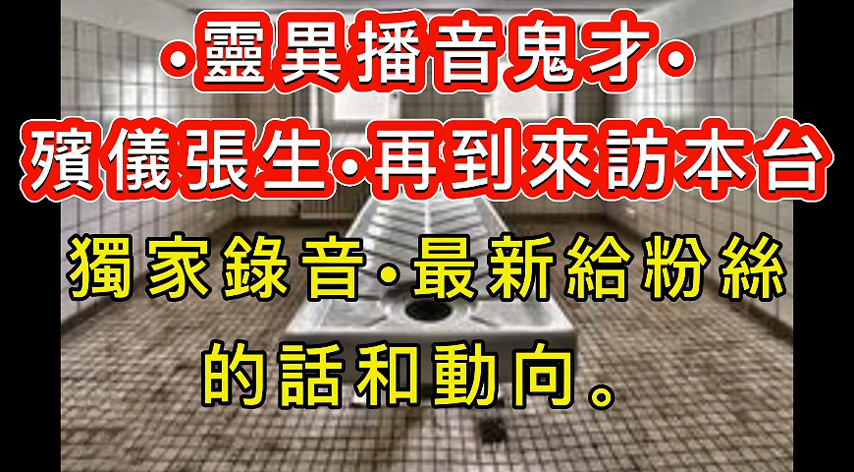 •靈異播音鬼才•
殯儀張生•再到來訪本台
獨家錄音•最新給粉絲
的話和動向。